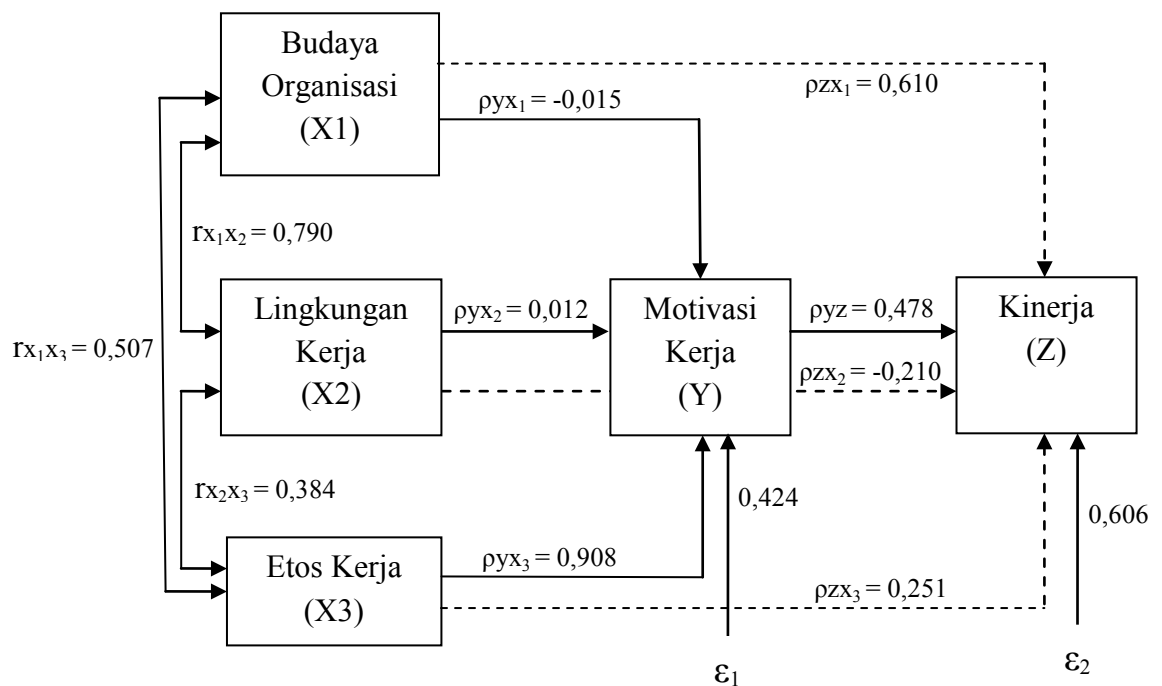 Budaya
Organisasi
(X1)
ρzx₁ = 0,610
ρyx₁ = -0,015
rx₁x₂ = 0,790
Lingkungan
Kerja
(X2)
ρyx₂ = 0,012
Motivasi
Kerja
(Y)
ρyz = 0,478
Kinerja
(Z)
ρzx₂ = -0,210
rx₁x₃ = 0,507
rx₂x₃ = 0,384
0,424
0,606
Etos Kerja
(X3)
ρyx₃ = 0,908
ρzx₃ = 0,251
ε₁
ε₂